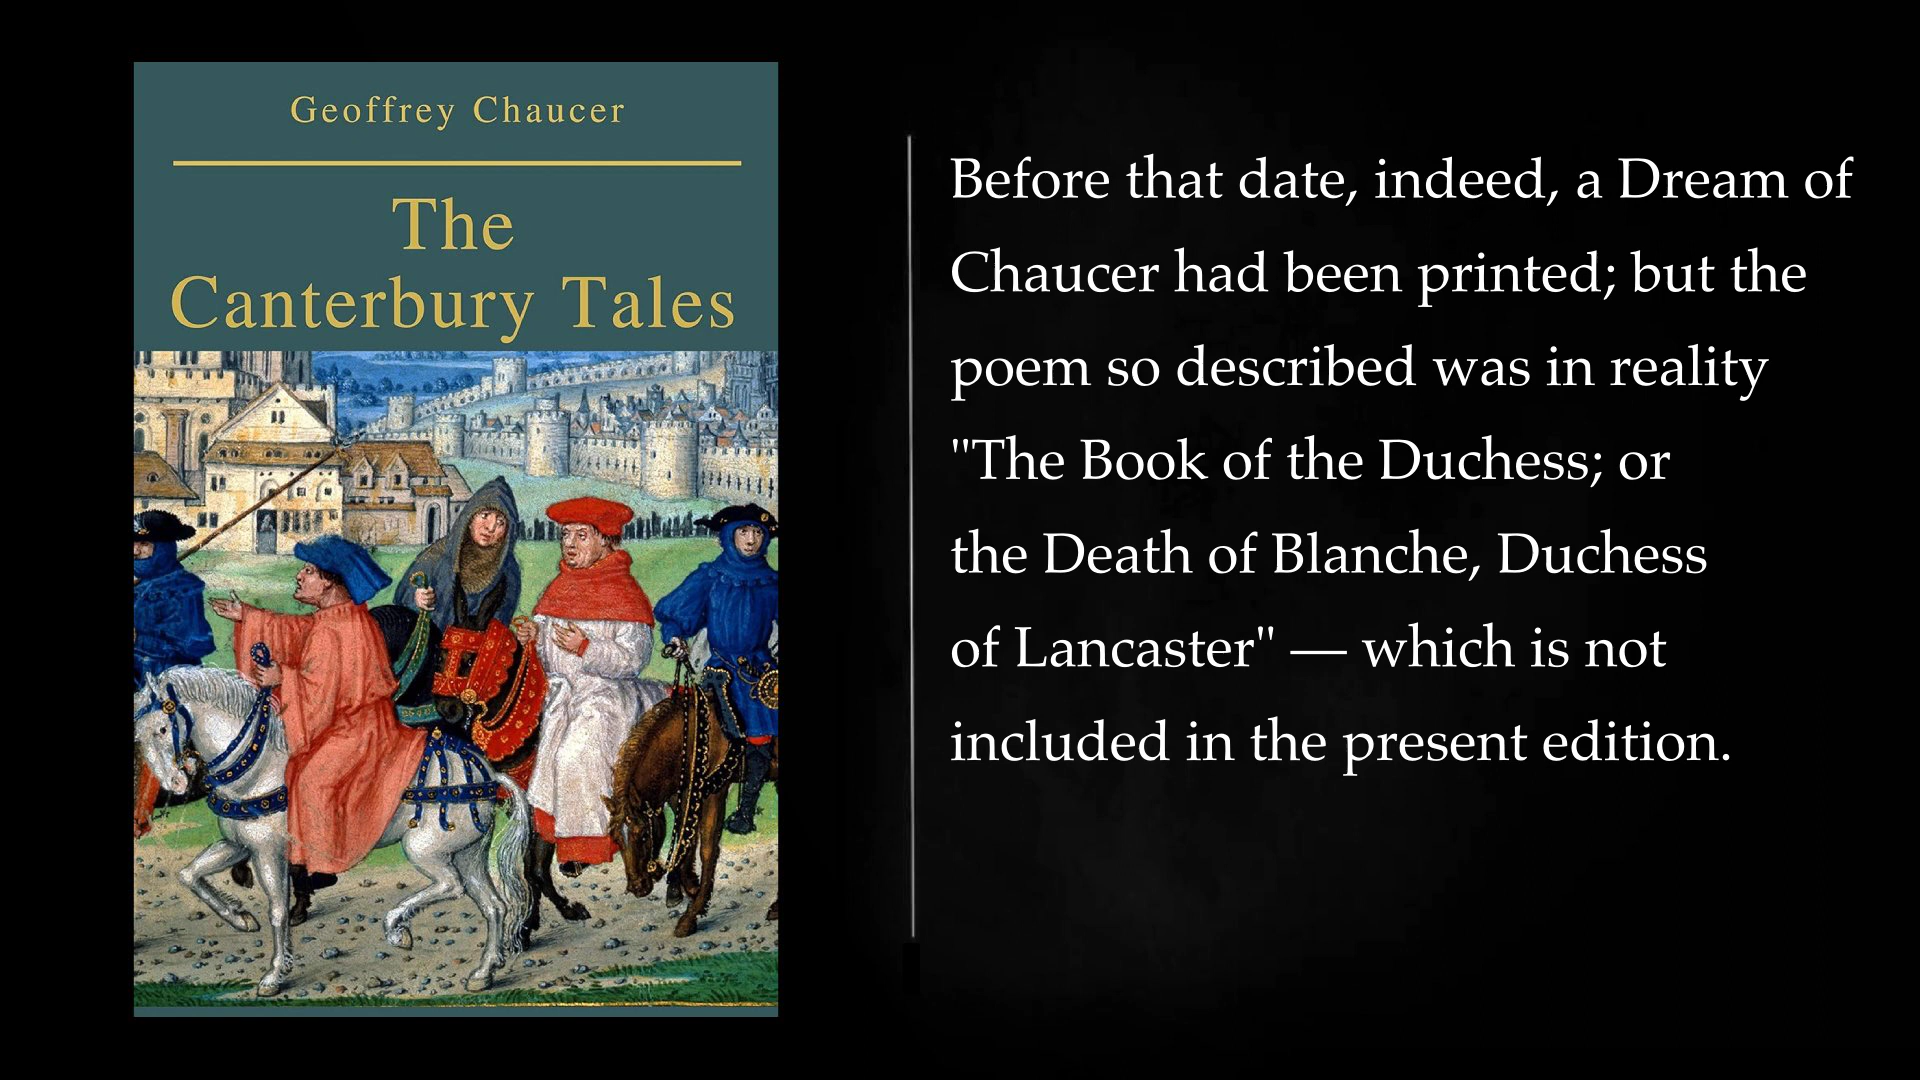 Geoffrey Chaucer
The
Canterbury Tales
Before that date, indeed, a Dream of
Chaucer had been printed; but the
poem so described was in reality
"The Book of the Duchess; or
the Death of Blanche, Duchess
of Lancaster" — which is not
included in the present edition.